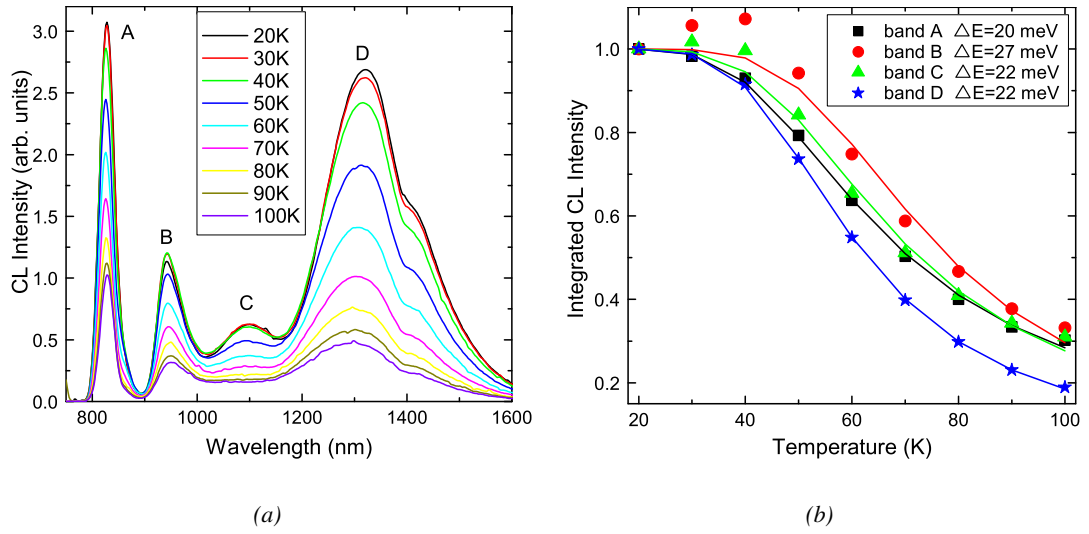 A
B
C
D
20K
30K
40K
50K
60K
70K
80K
90K
100K
3.0
2.5
2.0
1.5
1.0
0.5
0.0
800
1000
1200
1400
1600
CL Intensity (arb. units)
Wavelength (nm)
(a)
band A △E=20 meV
band B △E=27 meV
band C △E=22 meV
band D △E=22 meV
1.0
0.8
0.6
0.4
0.2
20
40
60
80
100
Integrated CL Intensity
Temperature (K)
(b)